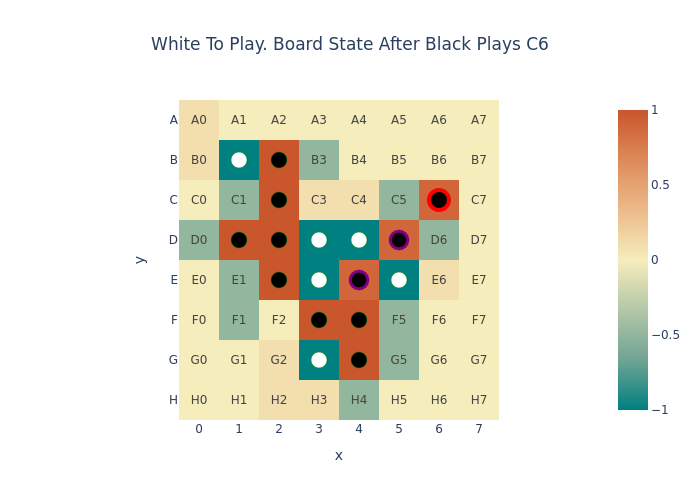 White To Play. Board State After Black Plays C6
A A0 A1 A2 A3 A4 A5 A6 A7
B B0 B3 B4 B5 B6 B7
C C0 C1 C3 C4 C5 C7
D D0 D6 D7
E E0 E1 E6 E7
F F0 F1 F2 F5 F6 F7
G G0 G1 G2 G5 G6 G7
H H0 H1 H2 H3 H4 H5 H6 H7
0 1 2 3 4 5 6 7
x
y
1
0.5
0
−0.5
−1